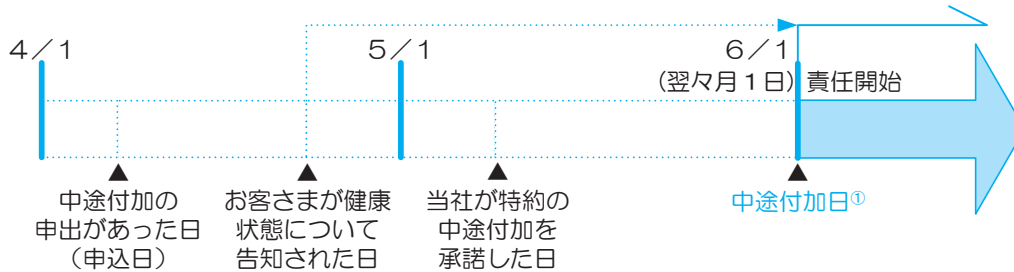 4/1
5/1
6/1
(翌々月1日) 責任開始
中途付加の
申出があった日
(申込日)
お客さまが健康
状態について
告知された日
当社が特約の
中途付加を
承諾した日
中途付加日①